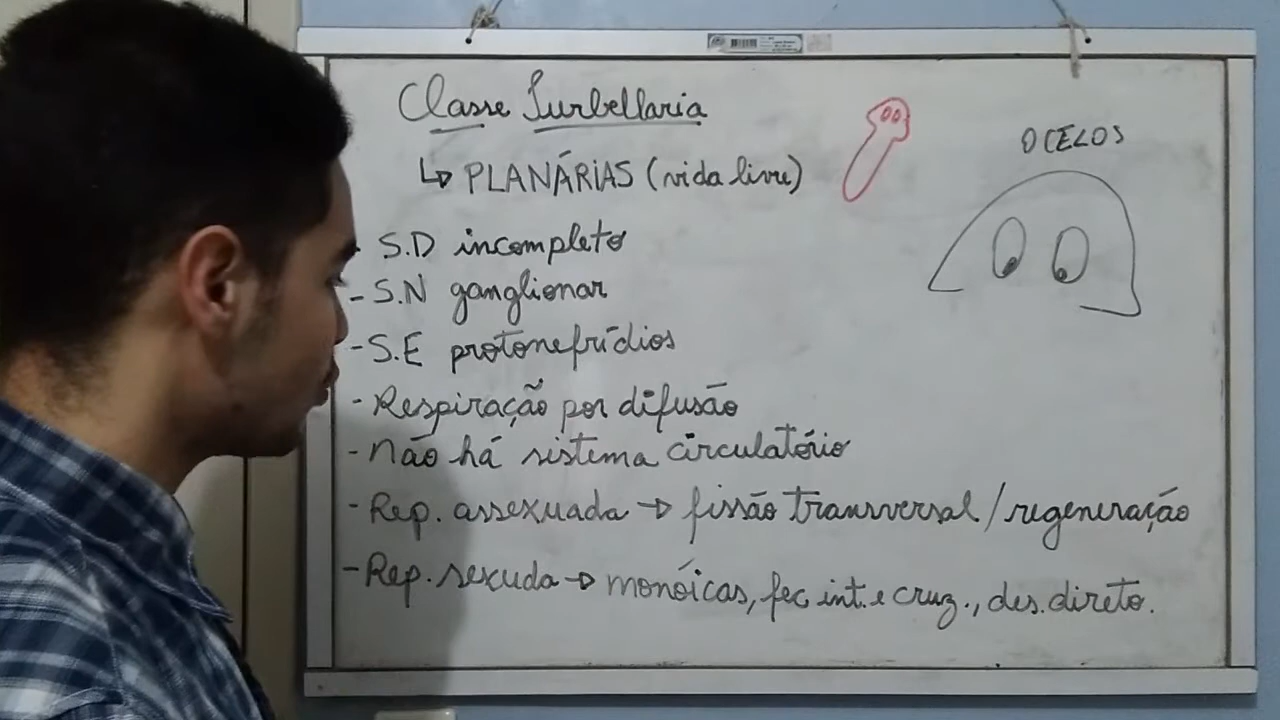 Classe Turbellaria
↳ PLANÁRIAS (vida livre)
OCELOS
- S.D incompleto
- S.N ganglionar
- S.E protonefrídios
- Respiração por difusão
- Não há sistema circulatório
- Rep. assexuada → fissão transversal/regeneração
- Rep. sexuda → monóicas, fec. int. e cruz., des. direto.